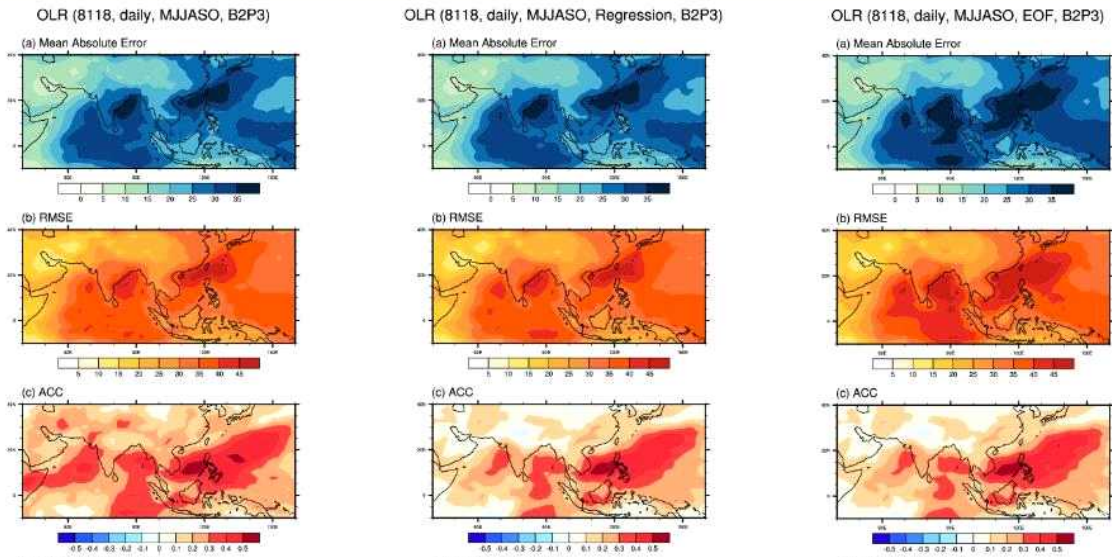 OLR (8118, daily, MJJASO, B2P3)
(a) Mean Absolute Error
0 5 10 15 20 25 30 35
(b) RMSE
5 10 15 20 25 30 35 40 45
(c) ACC
-0.5 -0.4 -0.3 -0.2 -0.1 0 0.1 0.2 0.3 0.4 0.5
OLR (8118, daily, MJJASO, Regression, B2P3)
(a) Mean Absolute Error
0 5 10 15 20 25 30 35
(b) RMSE
5 10 15 20 25 30 35 40 45
(c) ACC
-0.5 -0.4 -0.3 -0.2 -0.1 0 0.1 0.2 0.3 0.4 0.5
OLR (8118, daily, MJJASO, EOF, B2P3)
(a) Mean Absolute Error
0 5 10 15 20 25 30 35
(b) RMSE
5 10 15 20 25 30 35 40 45
(c) ACC
-0.5 -0.4 -0.3 -0.2 -0.1 0 0.1 0.2 0.3 0.4 0.5